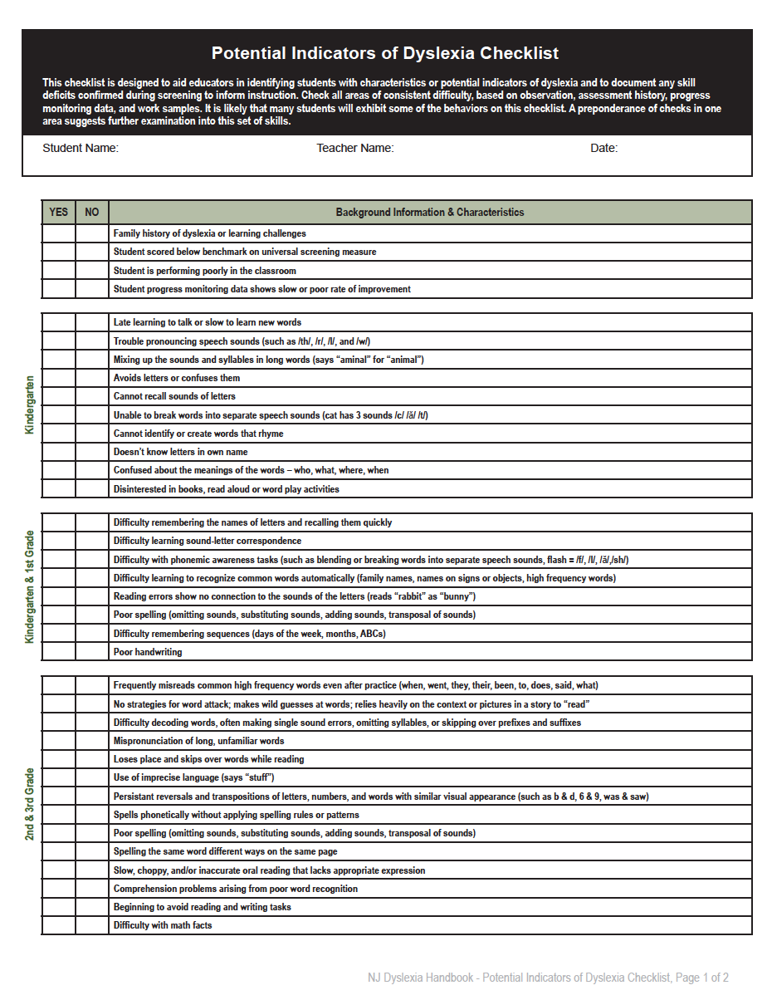 Potential Indicators of Dyslexia Checklist
This checklist is designed to aid educators in identifying students with characteristics or potential indicators of dyslexia and to document any skill
deficits confirmed during screening to inform instruction. Check all areas of consistent difficulty, based on observation, assessment history, progress
monitoring data, and work samples. It is likely that many students will exhibit some of the behaviors on this checklist. A preponderance of checks in one
area suggests further examination into this set of skills.
Student Name: Teacher Name: Date:
YES NO Background Information & Characteristics
Family history of dyslexia or learning challenges
Student scored below benchmark on universal screening measure
Student is performing poorly in the classroom
Student progress monitoring data shows slow or poor rate of improvement
Kindergarten
Late learning to talk or slow to learn new words
Trouble pronouncing speech sounds (such as /th/, /r/, /l/, and /w/)
Mixing up the sounds and syllables in long words (says “aminal” for “animal”)
Avoids letters or confuses them
Cannot recall sounds of letters
Unable to break words into separate speech sounds (cat has 3 sounds /c/ /ă/ /t/)
Cannot identify or create words that rhyme
Doesn’t know letters in own name
Confused about the meanings of the words – who, what, where, when
Disinterested in books, read aloud or word play activities
Kindergarten & 1st Grade
Difficulty remembering the names of letters and recalling them quickly
Difficulty learning sound-letter correspondence
Difficulty with phonemic awareness tasks (such as blending or breaking words into separate speech sounds, flash = /f/, /l/, /ă/,/sh/)
Difficulty learning to recognize common words automatically (family names, names on signs or objects, high frequency words)
Reading errors show no connection to the sounds of the letters (reads “rabbit” as “bunny”)
Poor spelling (omitting sounds, substituting sounds, adding sounds, transposal of sounds)
Difficulty remembering sequences (days of the week, months, ABCs)
Poor handwriting
2nd & 3rd Grade
Frequently misreads common high frequency words even after practice (when, went, they, their, been, to, does, said, what)
No strategies for word attack; makes wild guesses at words; relies heavily on the context or pictures in a story to “read”
Difficulty decoding words, often making single sound errors, omitting syllables, or skipping over prefixes and suffixes
Mispronunciation of long, unfamiliar words
Loses place and skips over words while reading
Use of imprecise language (says “stuff”)
Persistant reversals and transpositions of letters, numbers, and words with similar visual appearance (such as b & d, 6 & 9, was & saw)
Spells phonetically without applying spelling rules or patterns
Poor spelling (omitting sounds, substituting sounds, adding sounds, transposal of sounds)
Spelling the same word different ways on the same page
Slow, choppy, and/or inaccurate oral reading that lacks appropriate expression
Comprehension problems arising from poor word recognition
Beginning to avoid reading and writing tasks
Difficulty with math facts
NJ Dyslexia Handbook - Potential Indicators of Dyslexia Checklist, Page 1 of 2